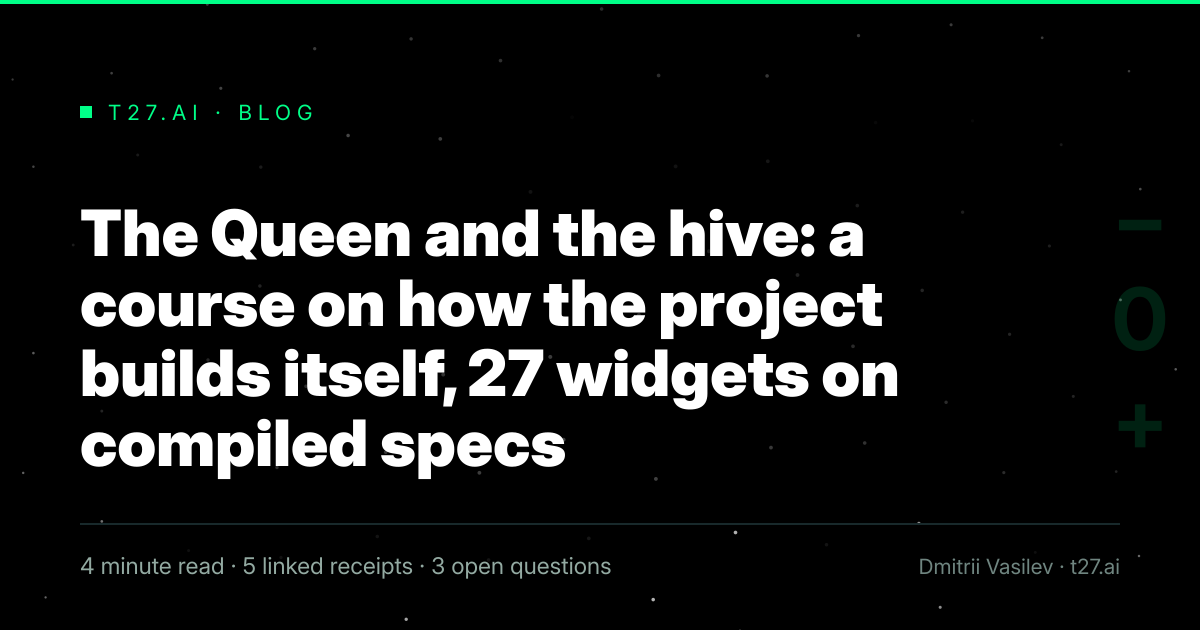 T27.AI · BLOG
The Queen and the hive: a
course on how the project
builds itself, 27 widgets on
compiled specs
−
0
+
4 minute read · 5 linked receipts · 3 open questions
Dmitrii Vasilev · t27.ai